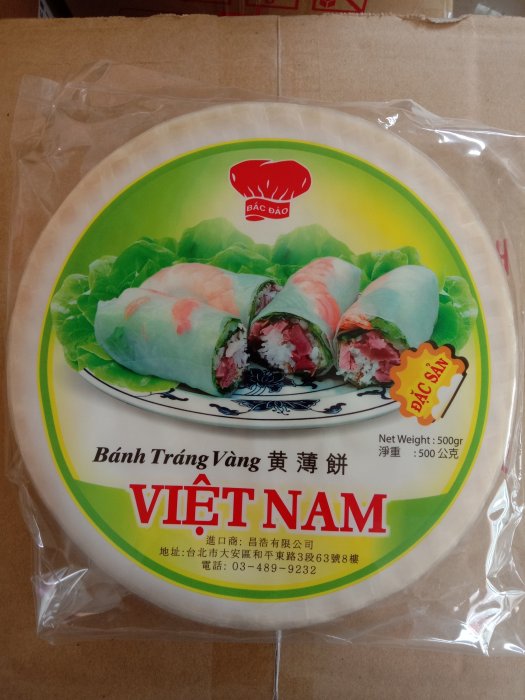 BÁC ĐẢO
ĐẶC SẢN
Net Weight : 500gr
淨重 : 500 公克
Bánh Tráng Vàng 黄薄餅
VIỆT NAM
進口商: 昌浩有限公司
地址:台北市大安區和平東路3段63號8樓
電話: 03-489-9232